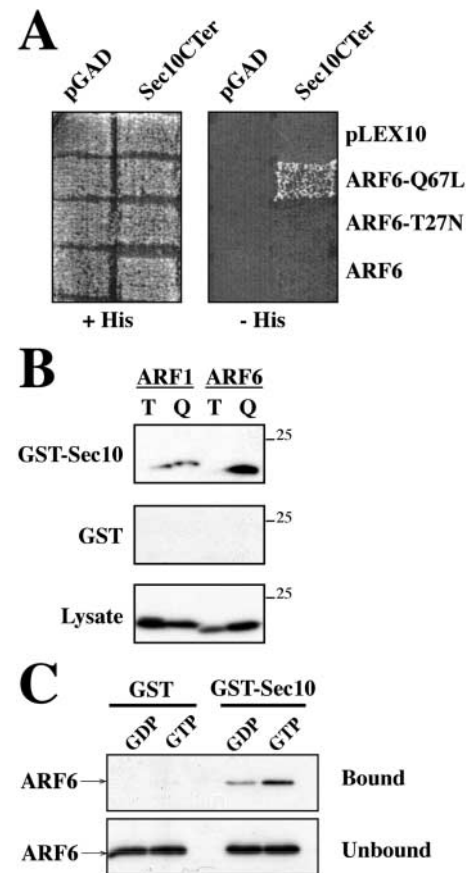 A
pGAD Sec10CTer pGAD Sec10CTer
pLEX10
ARF6-Q67L
ARF6-T27N
ARF6
+ His - His
B
ARF1 ARF6
T Q T Q
GST-Sec10 25
GST 25
Lysate 25
C
GST GST-Sec10
GDP GTP GDP GTP
ARF6 Bound
ARF6 Unbound